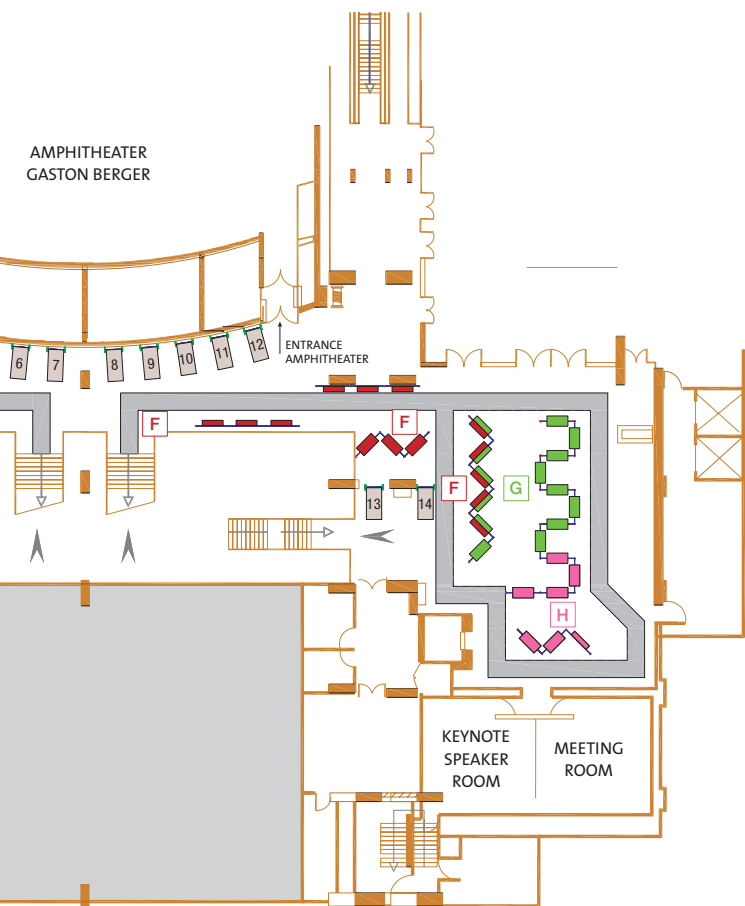 AMPHITHEATER
GASTON BERGER
ENTRANCE
AMPHITHEATER
6
7
8
9
10
11
12
F
F
F
G
13
14
H
KEYNOTE
SPEAKER
ROOM
MEETING
ROOM